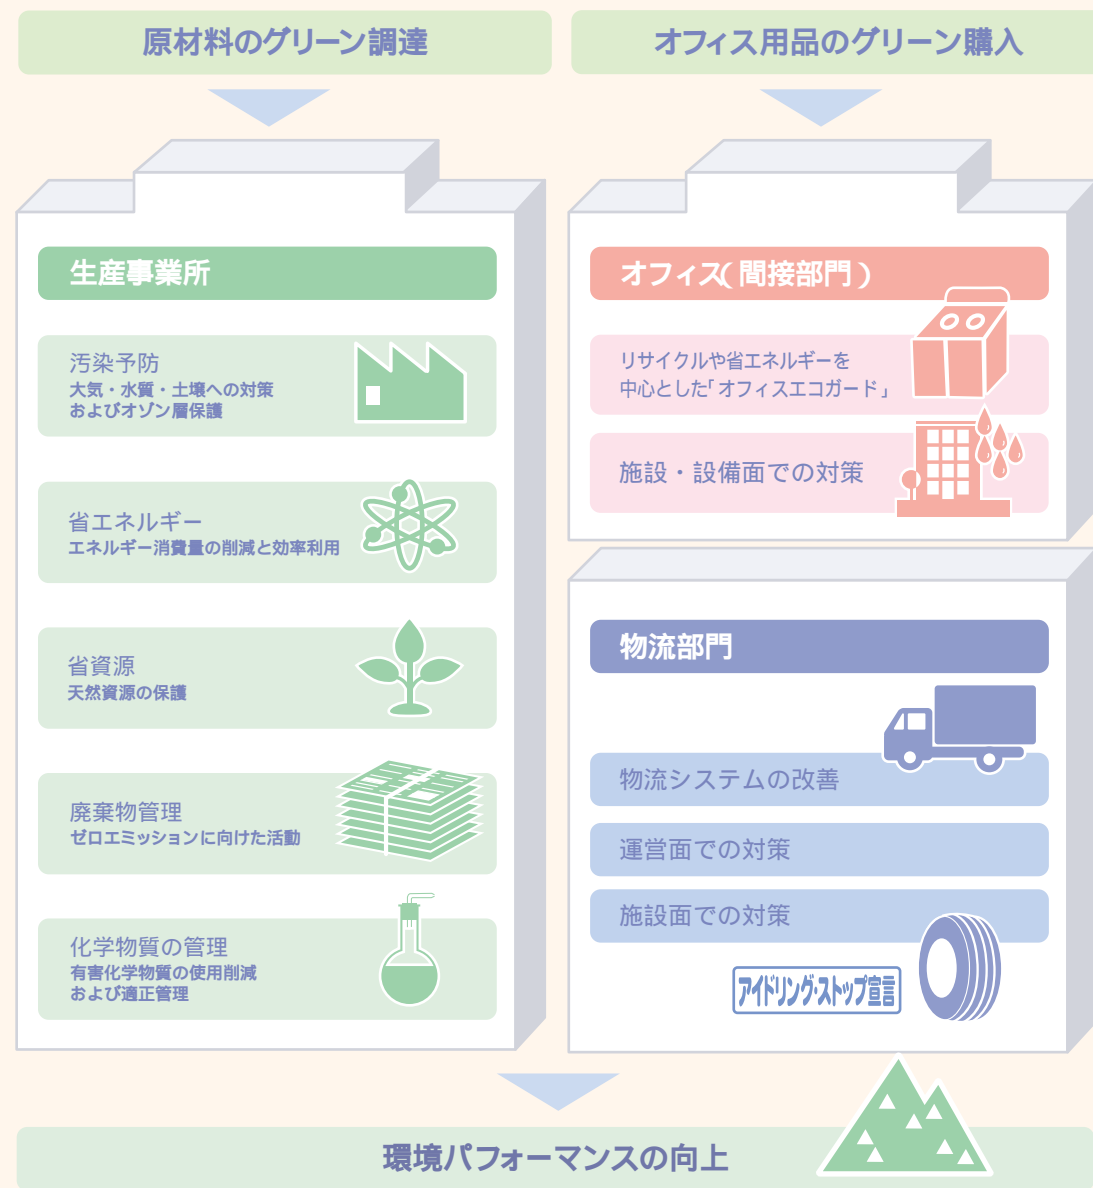 原材料のグリーン調達
オフィス用品のグリーン購入
生産事業所
汚染予防
大気・水質・土壌への対策
およびオゾン層保護
省エネルギー
エネルギー消費量の削減と効率利用
省資源
天然資源の保護
廃棄物管理
ゼロエミッションに向けた活動
化学物質の管理
有害化学物質の使用削減
および適正管理
オフィス(間接部門)
リサイクルや省エネルギーを
中心とした「オフィスエコガード」
施設・設備面での対策
物流部門
物流システムの改善
運営面での対策
施設面での対策
アイドリング・ストップ宣言
環境パフォーマンスの向上